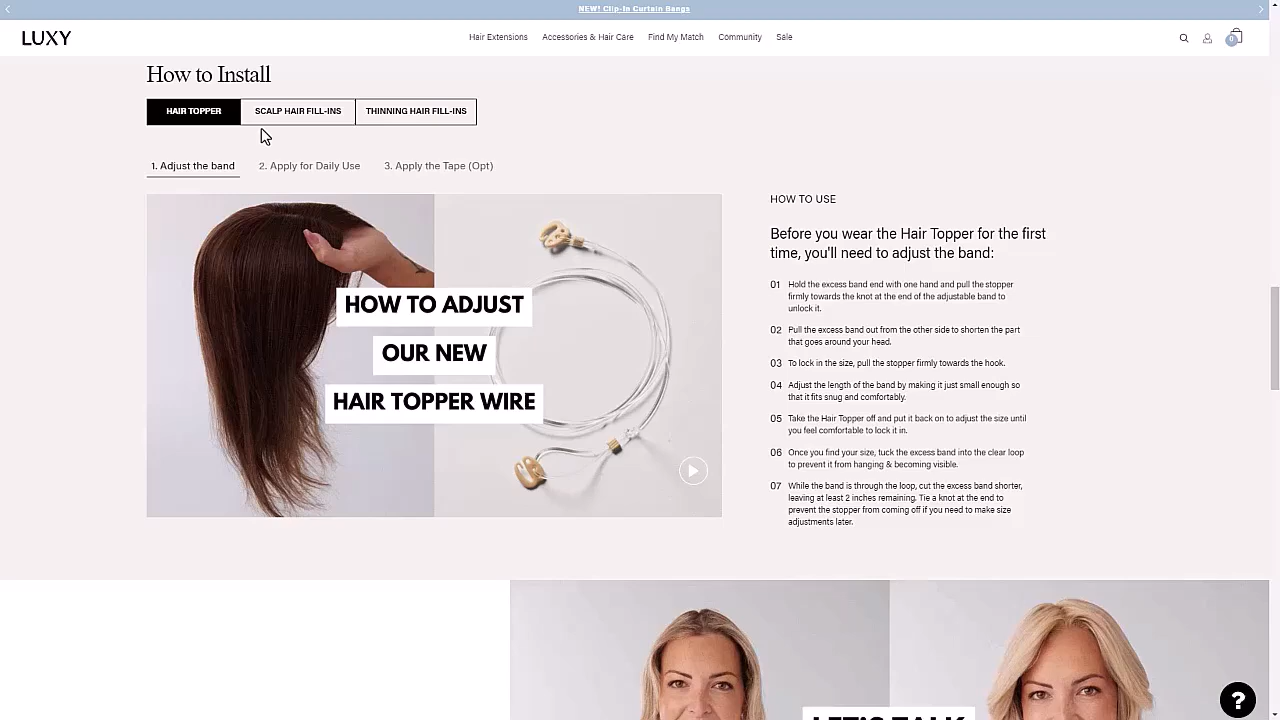 NEW! Clip-In Curtain Bangs
LUXY
Hair Extensions
Accessories & Hair Care
Find My Match
Community
Sale
0
How to Install
HAIR TOPPER
SCALP HAIR FILL-INS
THINNING HAIR FILL-INS
1. Adjust the band
2. Apply for Daily Use
3. Apply the Tape (Opt)
HOW TO ADJUST
OUR NEW
HAIR TOPPER WIRE
HOW TO USE
Before you wear the Hair Topper for the first
time, you'll need to adjust the band:
01 Hold the excess band end with one hand and pull the stopper
firmly towards the knot at the end of the adjustable band to
unlock it.
02 Pull the excess band out from the other side to shorten the part
that goes around your head.
03 To lock in the size, pull the stopper firmly towards the hook.
04 Adjust the length of the band by making it just small enough so
that it fits snug and comfortably.
05 Take the Hair Topper off and put it back on to adjust the size until
you feel comfortable to lock it in.
06 Once you find your size, tuck the excess band into the clear loop
to prevent it from hanging & becoming visible.
07 While the band is through the loop, cut the excess band shorter,
leaving at least 2 inches remaining. Tie a knot at the end to
prevent the stopper from coming off if you need to make size
adjustments later.
LET'S TALK
?